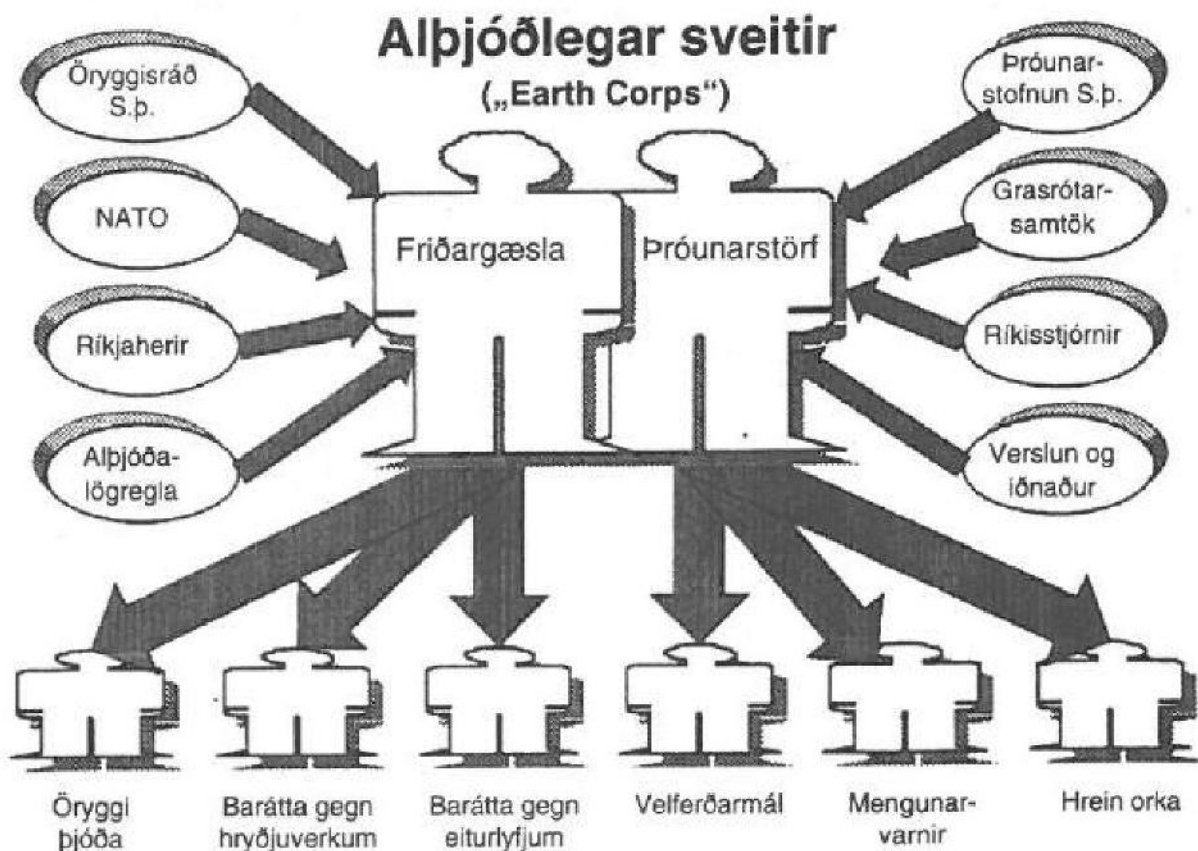 Alþjóðlegar sveitir
(„Earth Corps“)
Öryggisráð
S.þ.
NATO
Ríkjaherir
Alþjóða-
lögregla
Friðargæsla
Þróunarstörf
Þróunar-
stofnun S.þ.
Grasrótar-
samtök
Ríkisstjórnir
Verslun og
iðnaður
Öryggi
þjóða
Barátta gegn
hryðjuverkum
Barátta gegn
eiturlyfjum
Velferðarmál
Mengunar-
varnir
Hrein orka